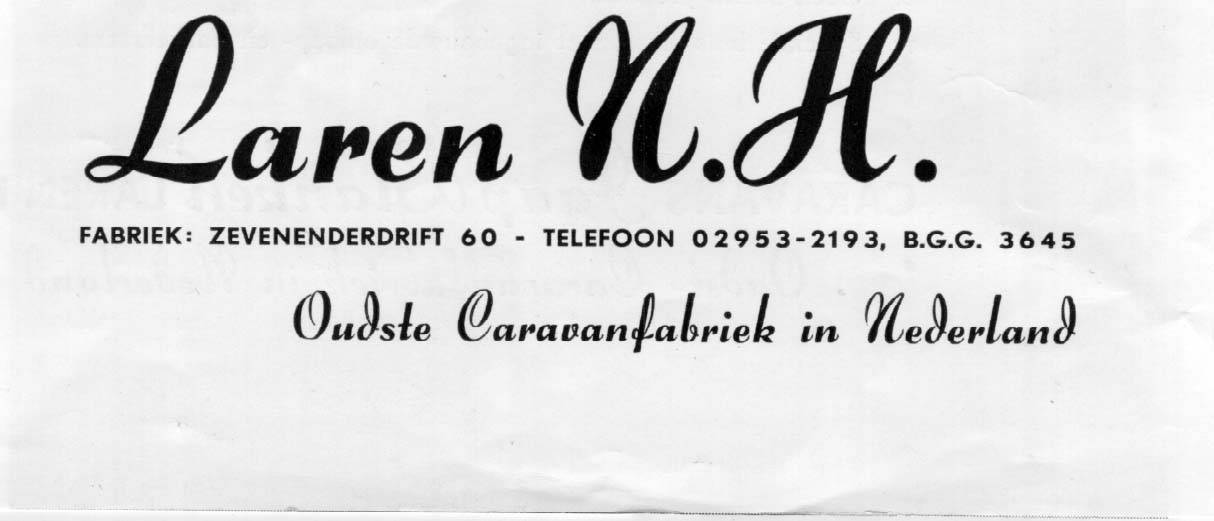 Laren N.H.
FABRIEK: ZEVENENDERDRIFT 60 - TELEFOON 02953-2193, B.G.G. 3645
Oudste Caravanfabriek in Nederland